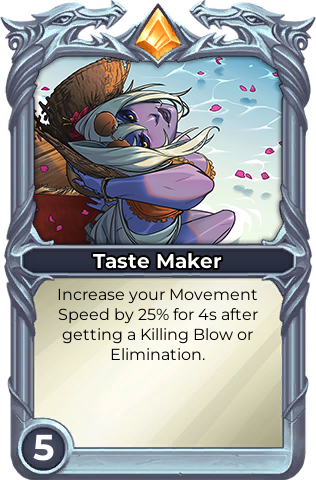 Taste Maker
Increase your Movement
Speed by 25% for 4s after
getting a Killing Blow or
Elimination.
5